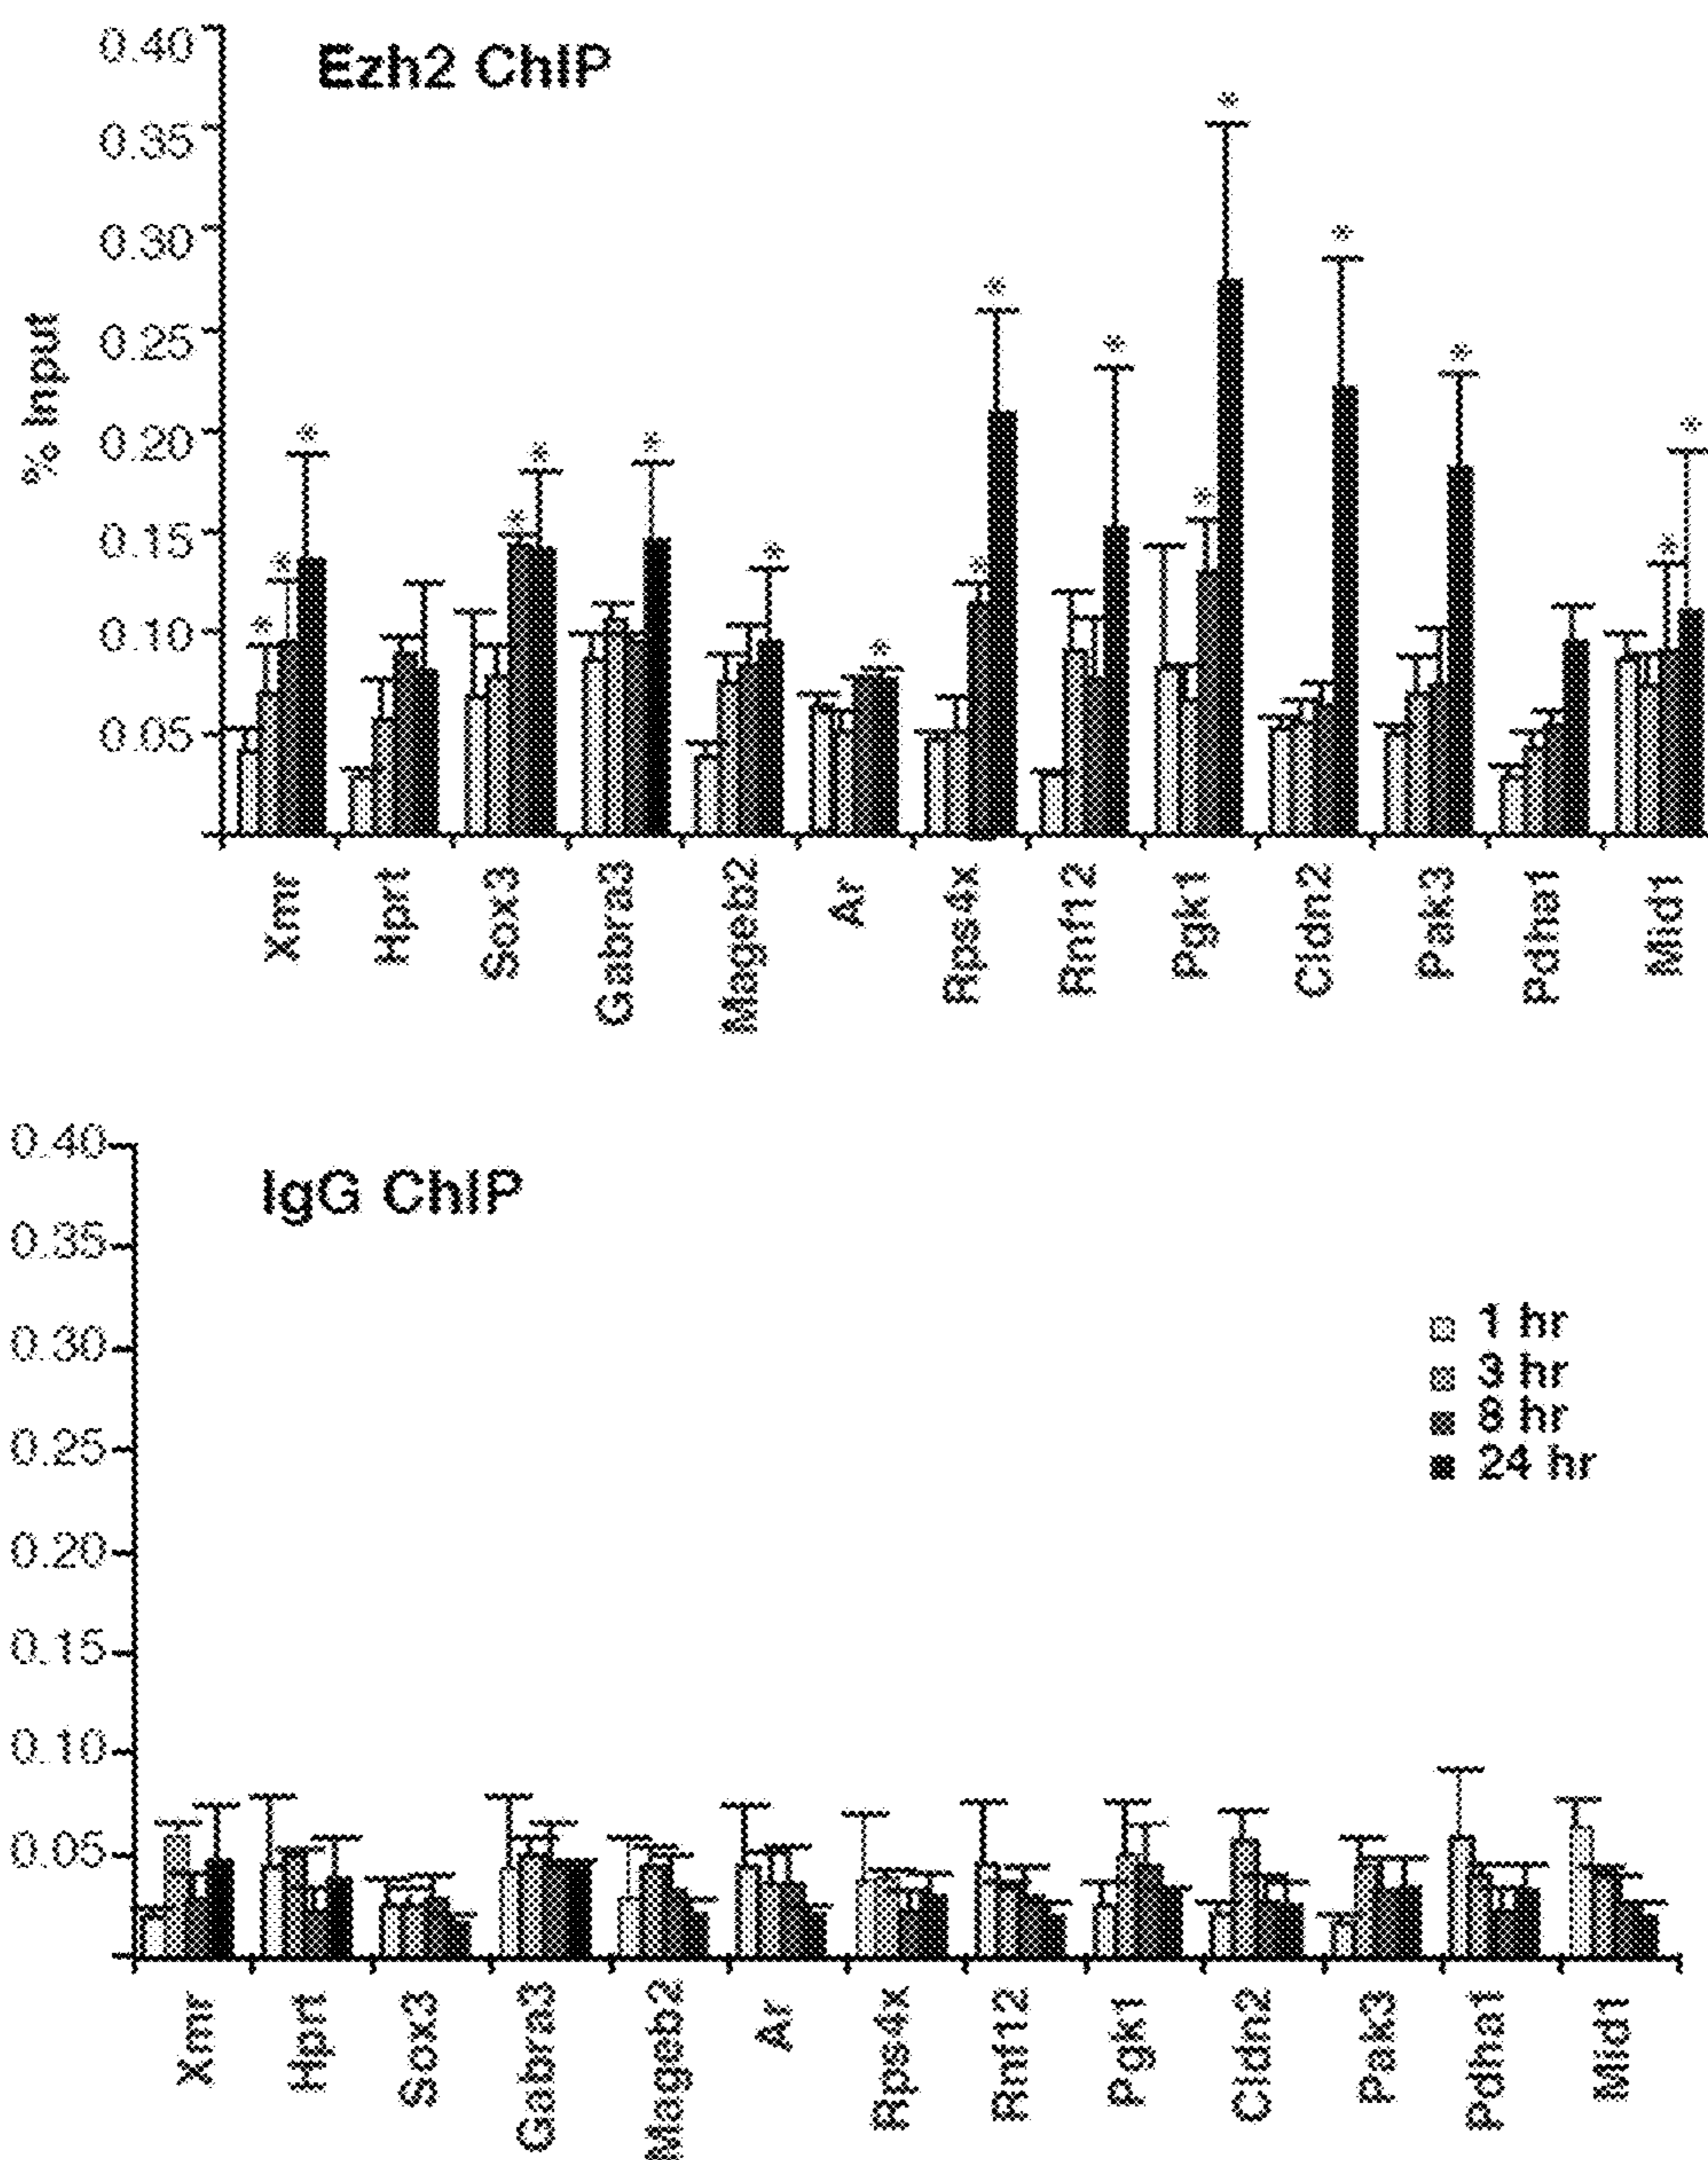 Ezh2 ChIP
0.40
0.35
0.30
0.25
0.20
0.15
0.10
0.05
% Input
* * * * * * * * * * * * * * * * *
Xmr Hprt Sox3 Gabra3 Mageb2 Ar Rps4x Rnf12 Pgk1 Cldn2 Pak3 Pdha1 Mid1
IgG ChIP
0.40
0.35
0.30
0.25
0.20
0.15
0.10
0.05
1 hr
3 hr
8 hr
24 hr
Xmr Hprt Sox3 Gabra3 Mageb2 Ar Rps4x Rnf12 Pgk1 Cldn2 Pak3 Pdha1 Mid1